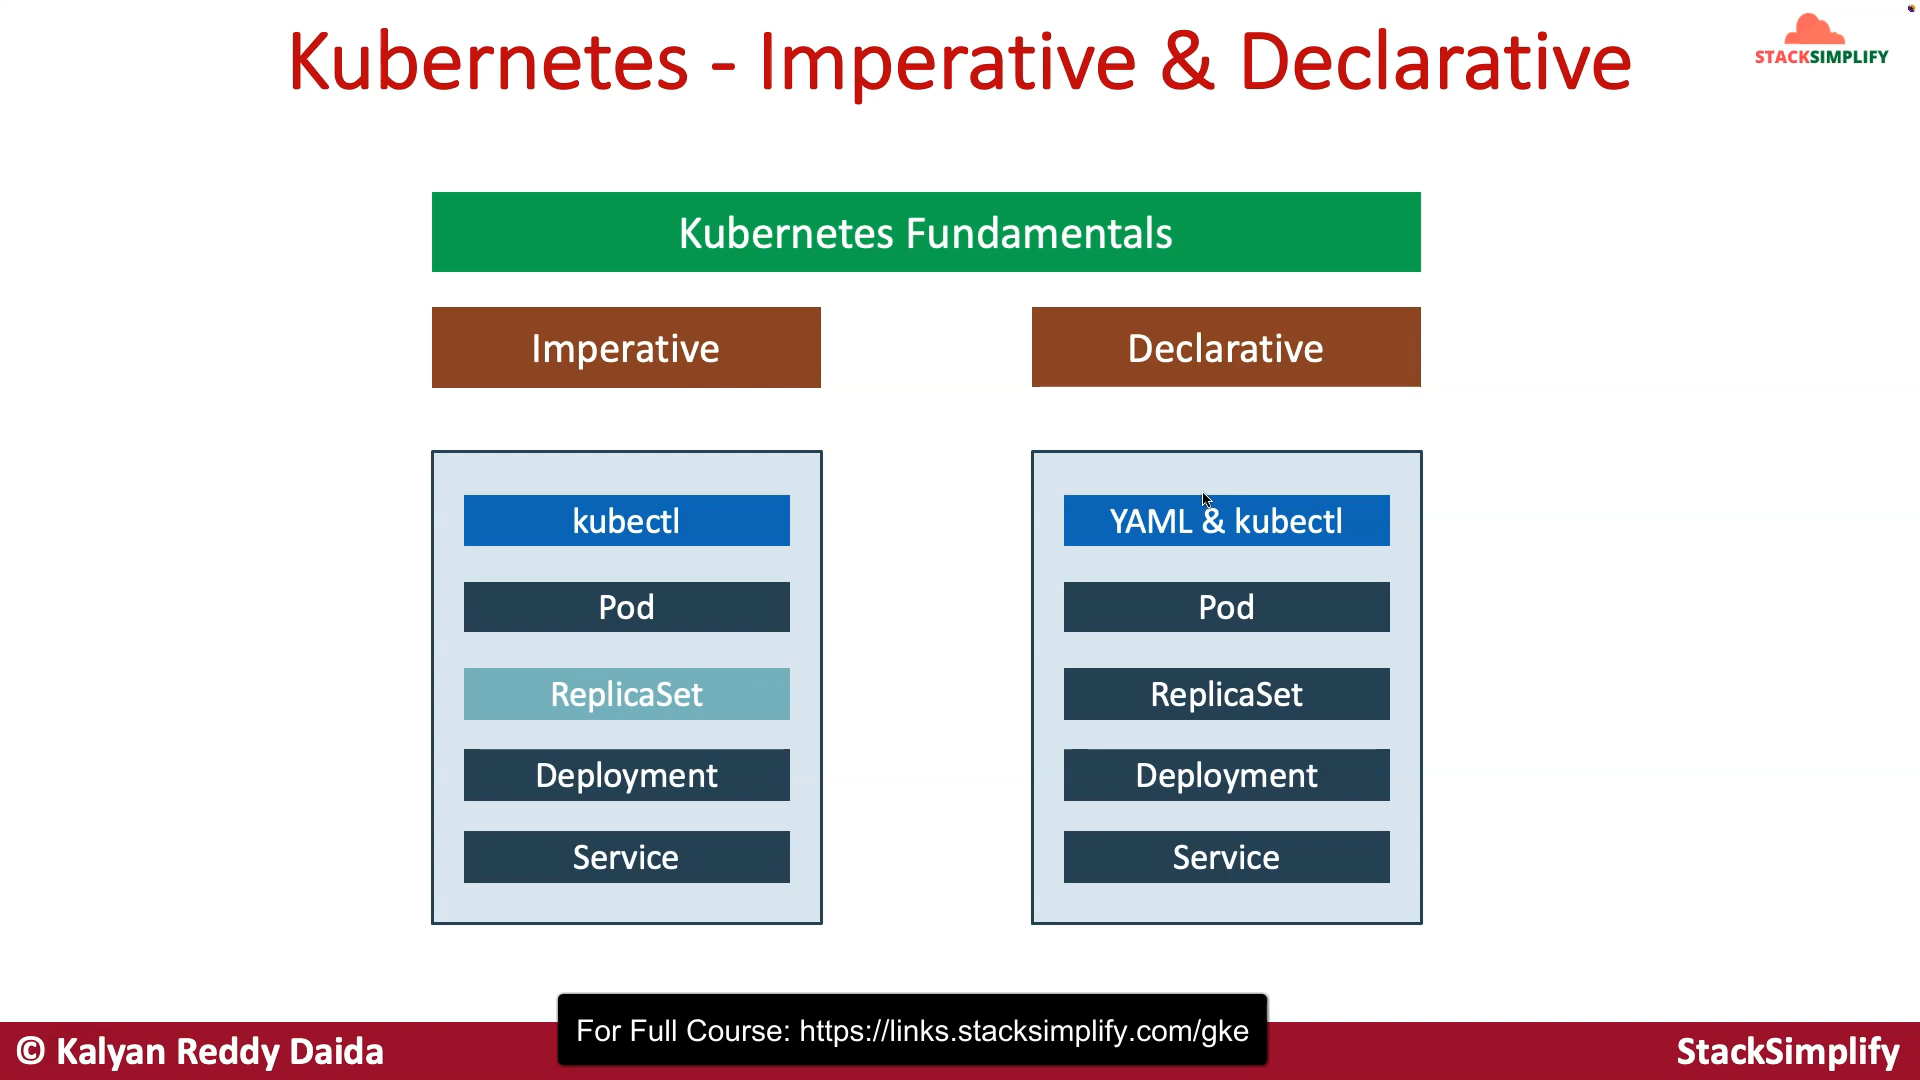 Kubernetes - Imperative & Declarative
STACKSIMPLIFY
Kubernetes Fundamentals
Imperative
Declarative
kubectl
Pod
ReplicaSet
Deployment
Service
YAML & kubectl
Pod
ReplicaSet
Deployment
Service
For Full Course: https://links.stacksimplify.com/gke
© Kalyan Reddy Daida
StackSimplify